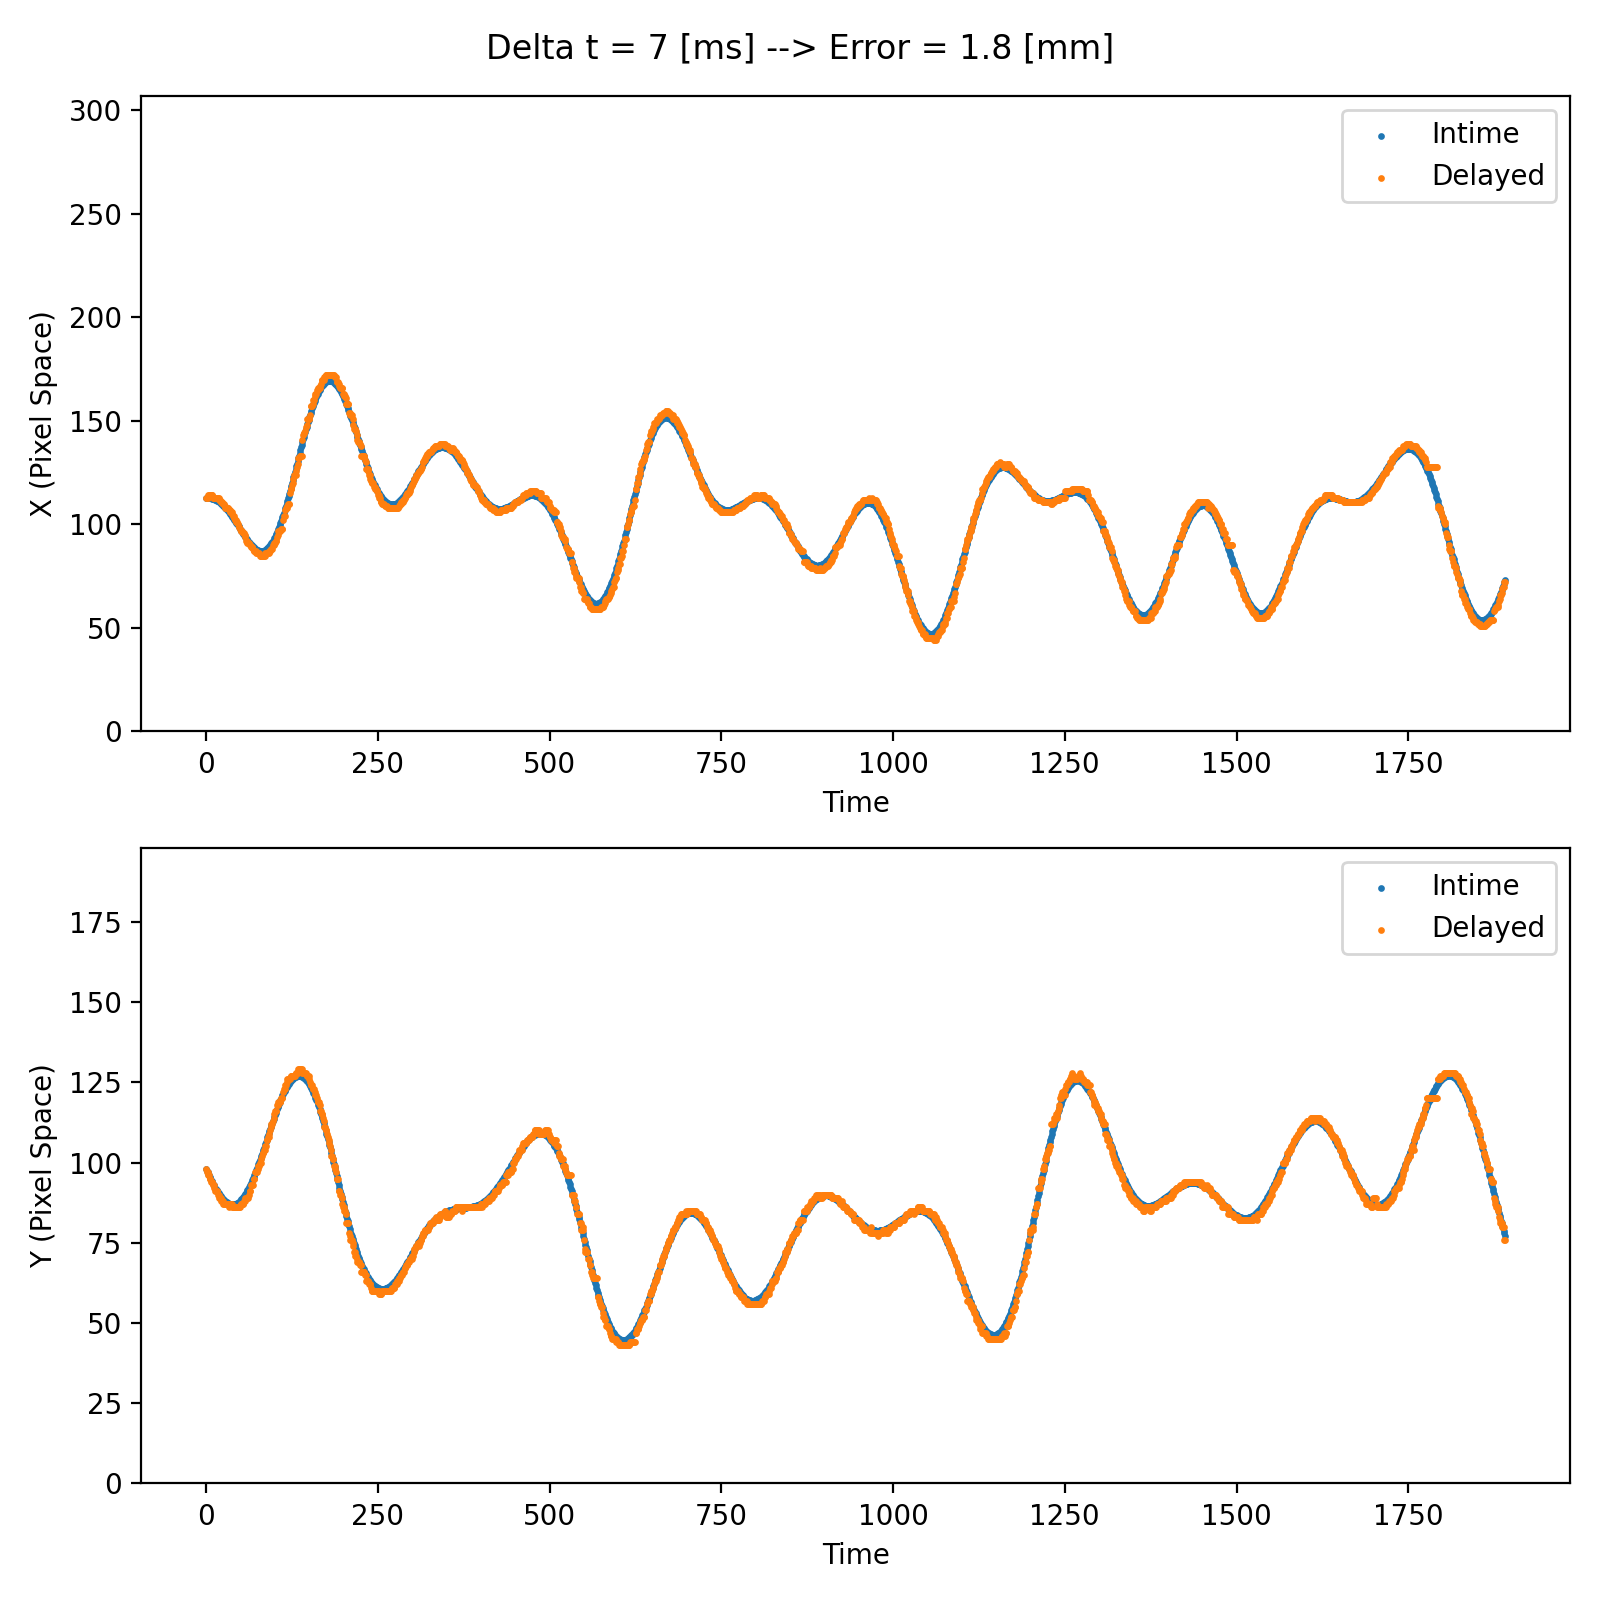 Delta t = 7 [ms] --> Error = 1.8 [mm]
300
250
200
150
100
50
0
X (Pixel Space)
Intime
Delayed
0 250 500 750 1000 1250 1500 1750
Time
175
150
125
100
75
50
25
0
Y (Pixel Space)
Intime
Delayed
0 250 500 750 1000 1250 1500 1750
Time